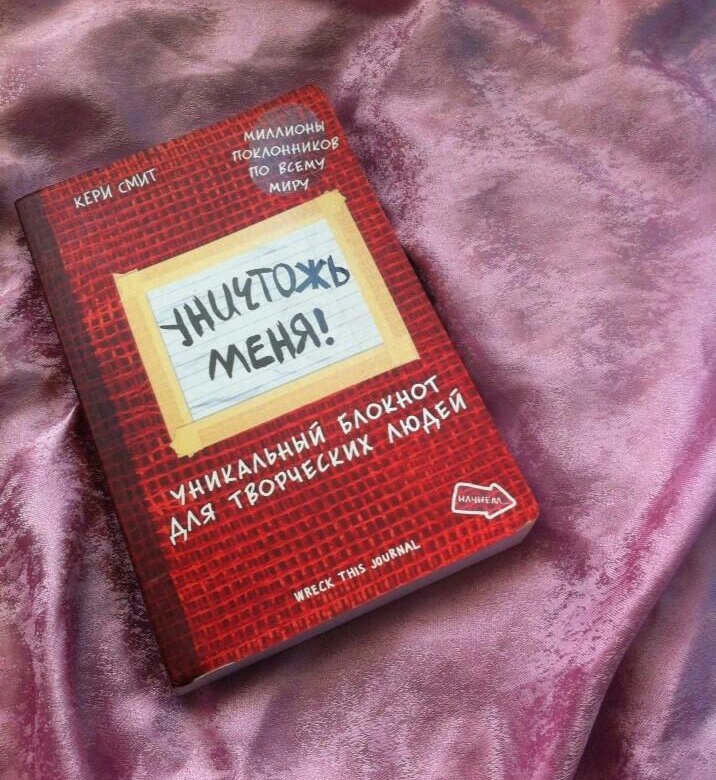 КЕРИ СМИТ
МИЛЛИОНЫ
ПОКЛОННИКОВ
ПО ВСЕМУ
МИРУ
УНИЧТОЖЬ
МЕНЯ!
УНИКАЛЬНЫЙ БЛОКНОТ
ДЛЯ ТВОРЧЕСКИХ ЛЮДЕЙ
НАЧНЕМ
WRECK THIS JOURNAL